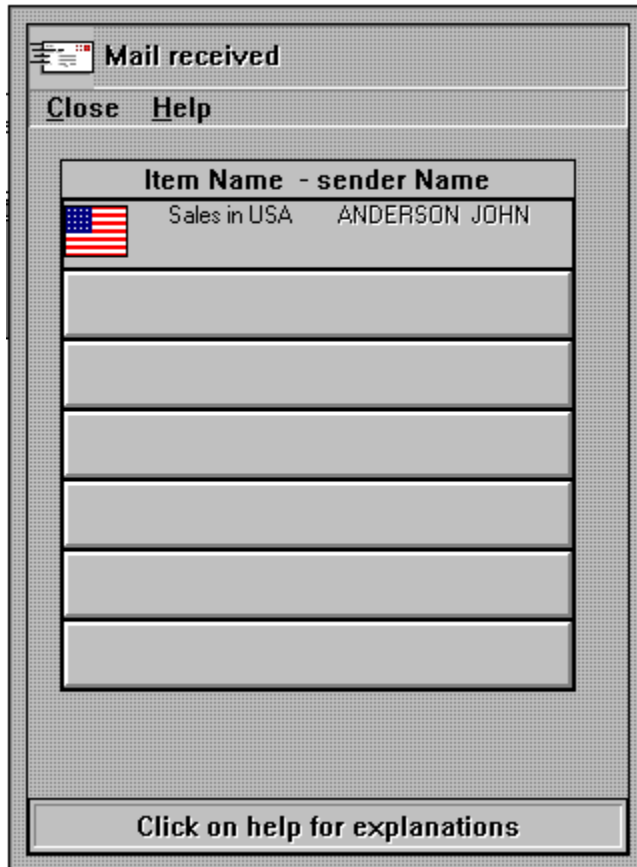 Mail received
Close Help
Item Name - sender Name
Sales in USA ANDERSON JOHN
Click on help for explanations